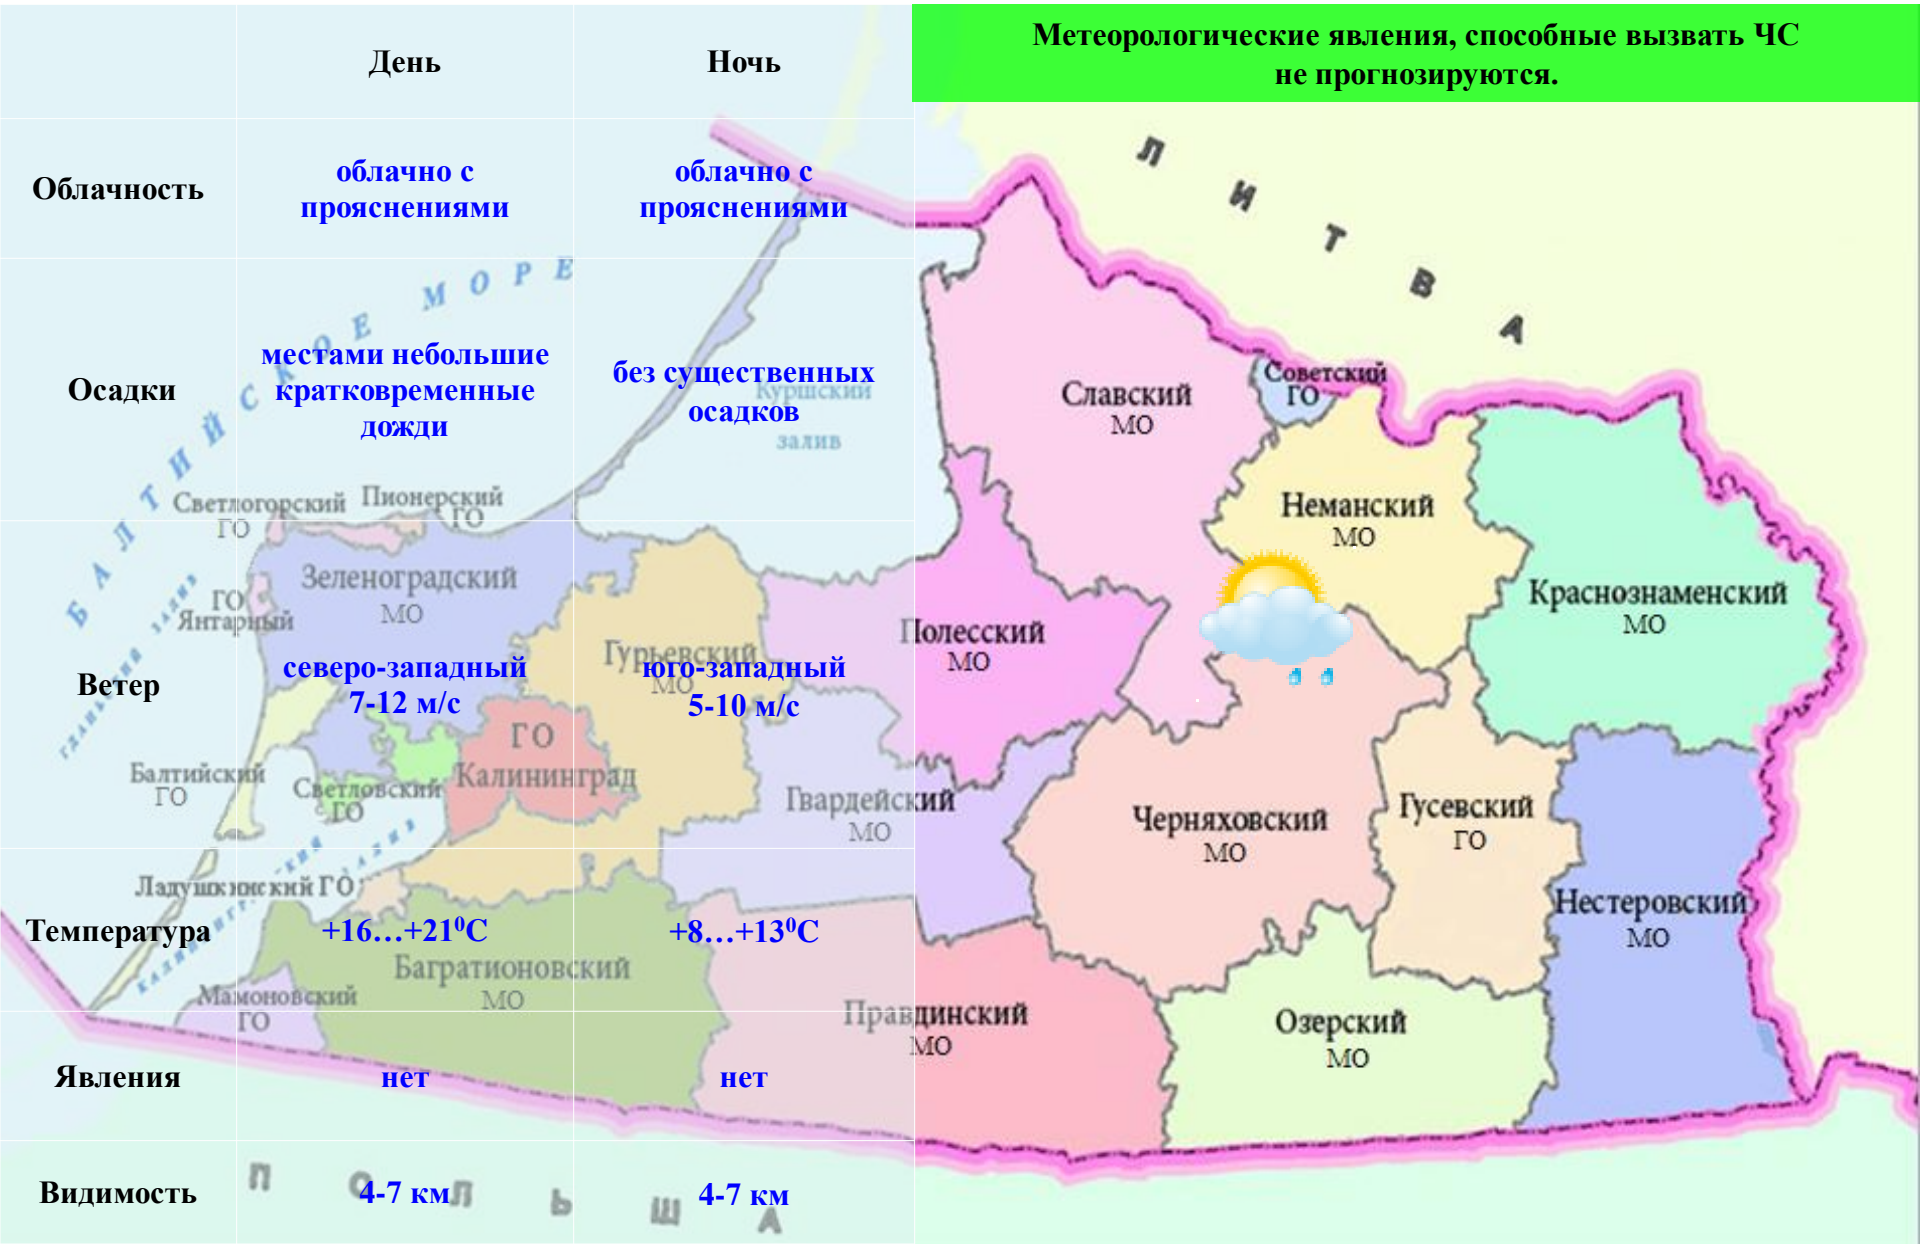 День
Ночь
Метеорологические явления, способные вызвать ЧС
не прогнозируются.
Облачность
облачно с
прояснениями
облачно с
прояснениями
Осадки
местами небольшие
кратковременные
дожди
без существенных
осадков
Ветер
северо-западный
7-12 м/с
юго-западный
5-10 м/с
Температура
+16…+21⁰С
+8…+13⁰С
Явления
нет
нет
Видимость
4-7 км
4-7 км
БАЛТИЙСКОЕ МОРЕ
Куршский
залив
ЛИТВА
ПОЛЬША
Светлогорский
ГО
Пионерский
ГО
Зеленоградский
МО
ГО
Янтарный
Гурьевский
МО
ГО
Калининград
Балтийский
ГО
Светловский
ГО
Ладушкинский ГО
Мамоновский
ГО
Багратионовский
МО
Гвардейский
МО
Полесский
МО
Правдинский
МО
Славский
МО
Советский
ГО
Неманский
МО
Краснознаменский
МО
Черняховский
МО
Гусевский
ГО
Нестеровский
МО
Озерский
МО